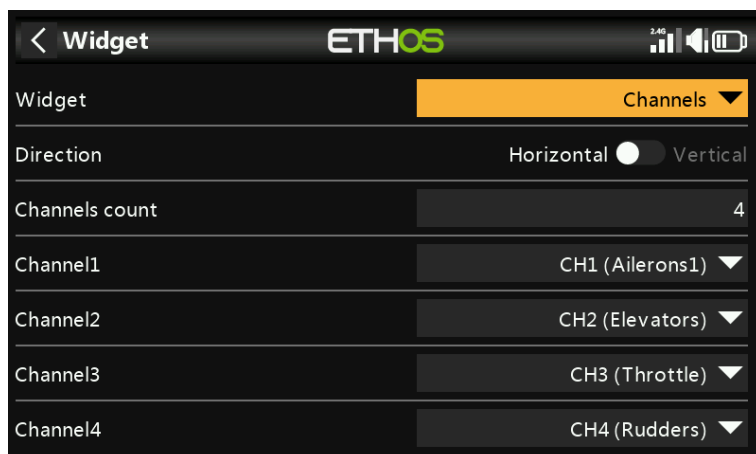 Widget ETHOS 2.4G
Widget Channels
Direction Horizontal Vertical
Channels count 4
Channel1 CH1 (Ailerons1)
Channel2 CH2 (Elevators)
Channel3 CH3 (Throttle)
Channel4 CH4 (Rudders)